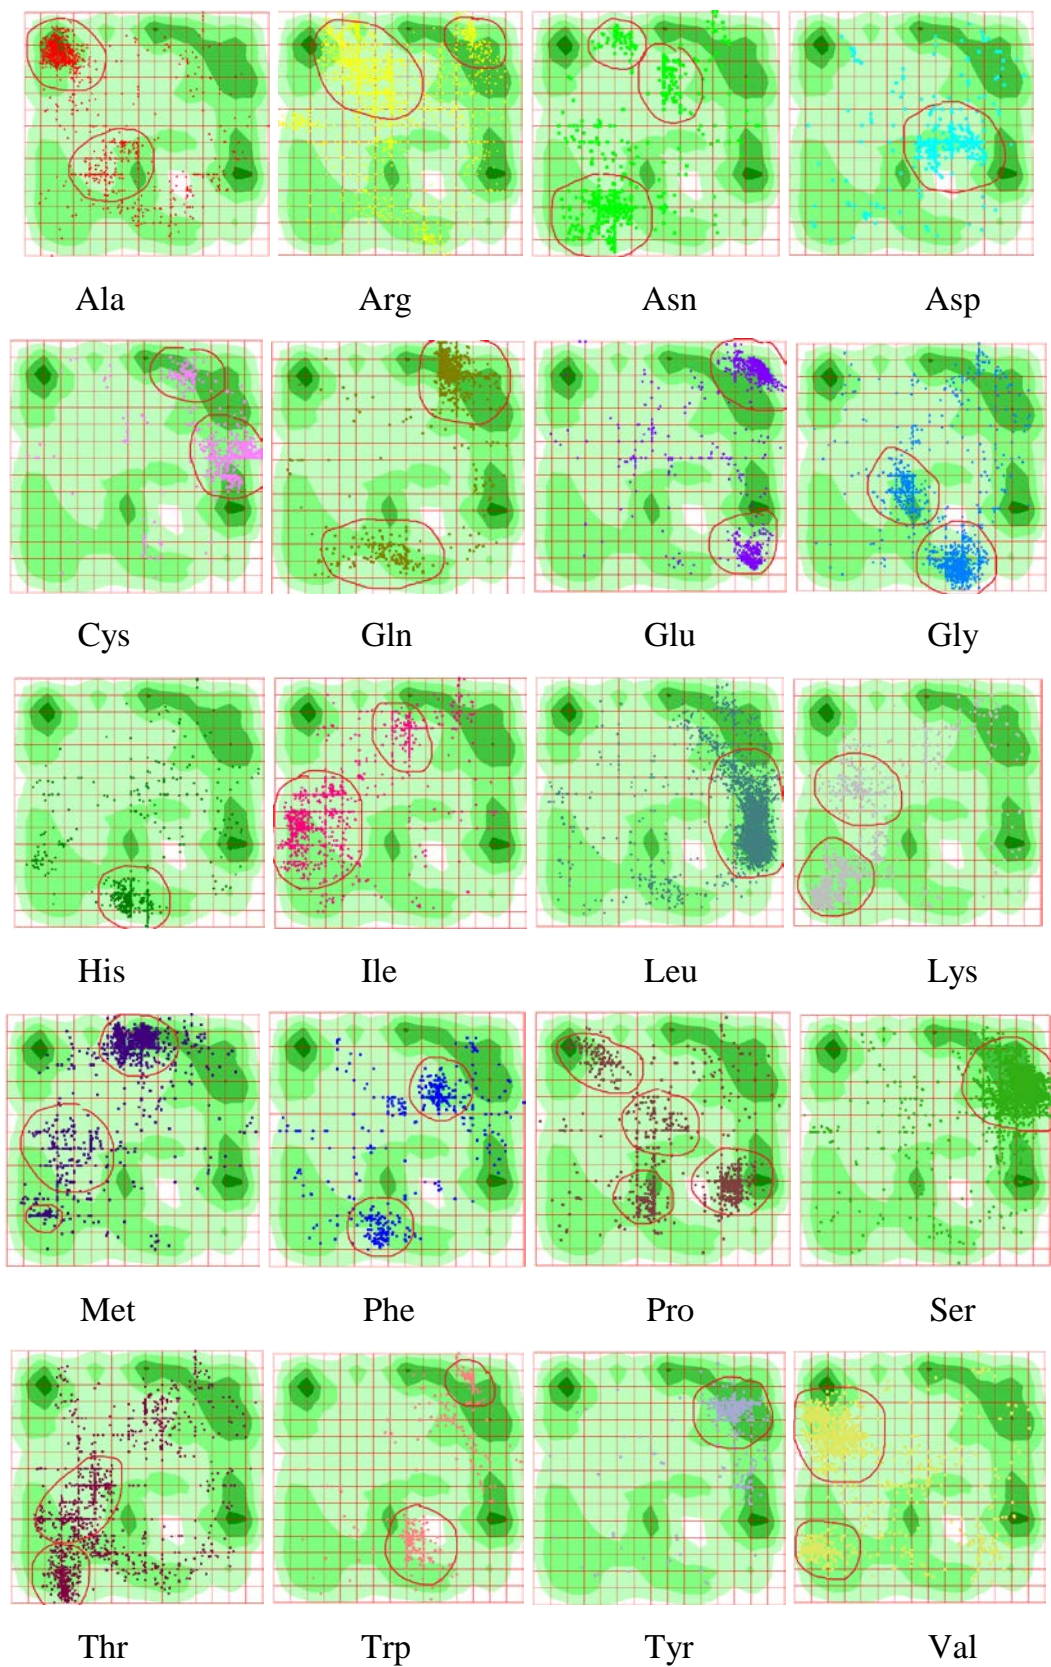 Ala Arg Asn Asp
Cys Gln Glu Gly
His Ile Leu Lys
Met Phe Pro Ser
Thr Trp Tyr Val